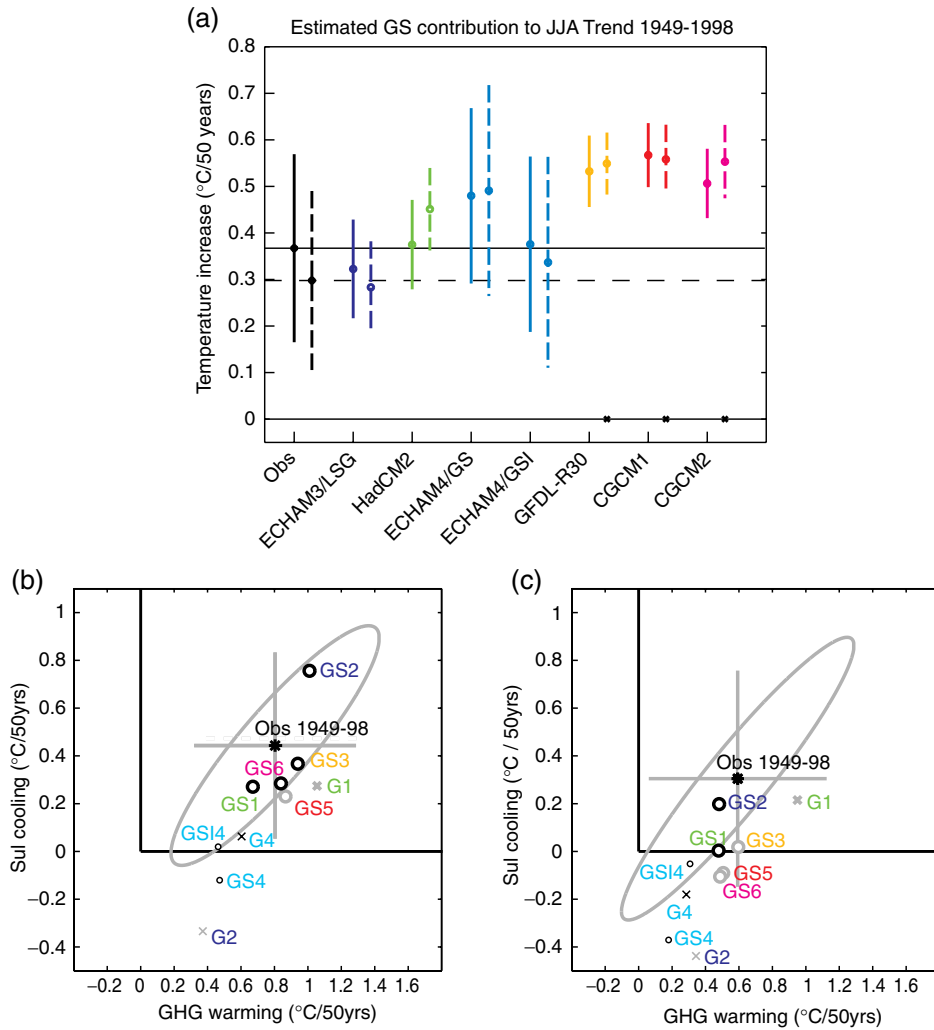 (a)
Estimated GS contribution to JJA Trend 1949-1998
Temperature increase (°C/50 years)
0.8
0.7
0.6
0.5
0.4
0.3
0.2
0.1
0
Obs
ECHAM3/LSG
HadCM2
ECHAM4/GS
ECHAM4/GSI
GFDL-R30
CGCM1
CGCM2
(b)
Sul cooling (°C/50yrs)
1
0.8
0.6
0.4
0.2
0
−0.2
−0.4
GS2
Obs 1949-98
GS6
GS3
GS1
G1
GS5
GSI4
G4
GS4
G2
−0.4 0 0.2 0.4 0.6 0.8 1 1.2 1.4 1.6
GHG warming (°C/50yrs)
(c)
Sul cooling (°C / 50yrs)
1
0.8
0.6
0.4
0.2
0
−0.2
−0.4
Obs 1949-98
GS2
G1
GS1
GS3
GSI4
GS5
GS6
G4
GS4
G2
−0.4 0 0.2 0.4 0.6 0.8 1 1.2 1.4 1.6
GHG warming (°C/50yrs)